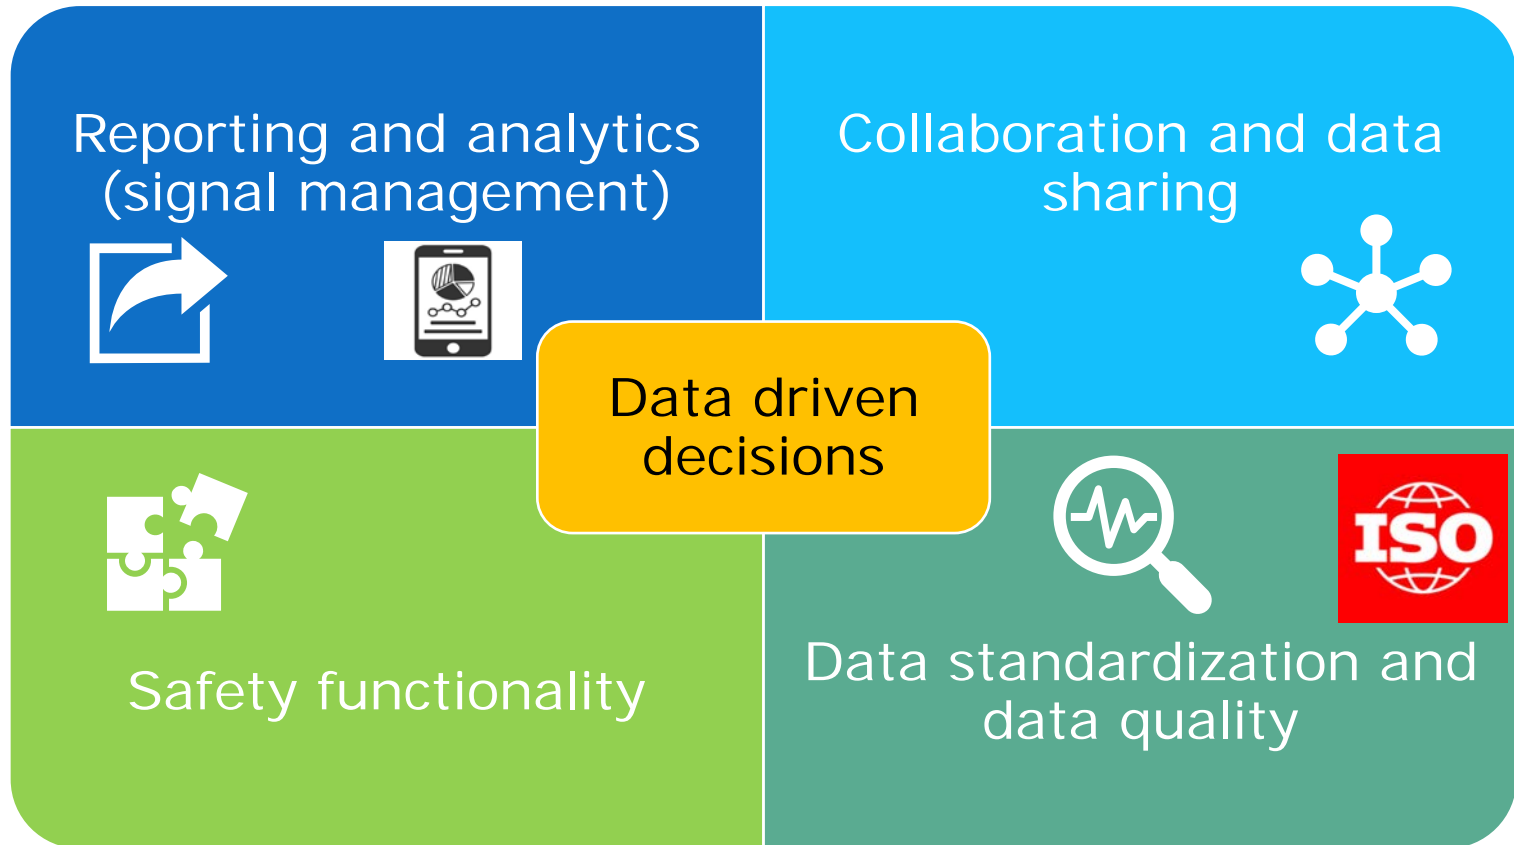 Reporting and analytics
(signal management)
Collaboration and data
sharing
Data driven
decisions
ISO
Safety functionality
Data standardization and
data quality